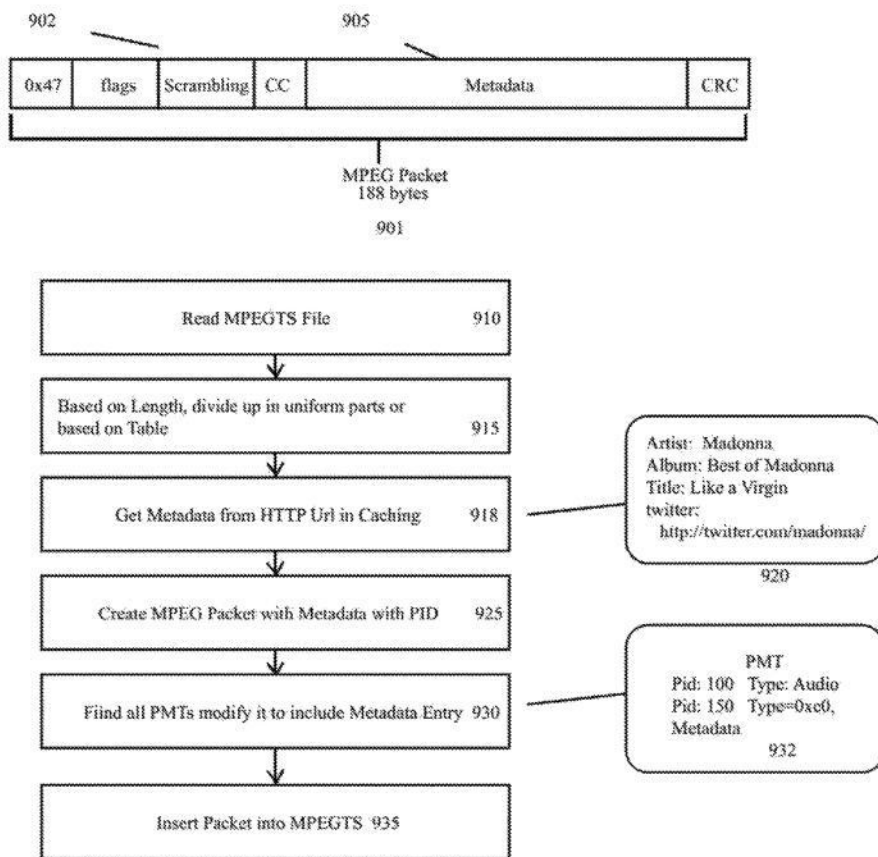 902
905
0x47 flags Scrambling CC Metadata CRC
MPEG Packet
188 bytes
901
Read MPEGTS File 910
Based on Length, divide up in uniform parts or
based on Table 915
Get Metadata from HTTP Url in Caching 918
Artist: Madonna
Album: Best of Madonna
Title: Like a Virgin
twitter:
http://twitter.com/madonna/
920
Create MPEG Packet with Metadata with PID 925
Fiind all PMTs modify it to include Metadata Entry 930
PMT
Pid: 100 Type: Audio
Pid: 150 Type=0xc0,
Metadata
932
Insert Packet into MPEGTS 935